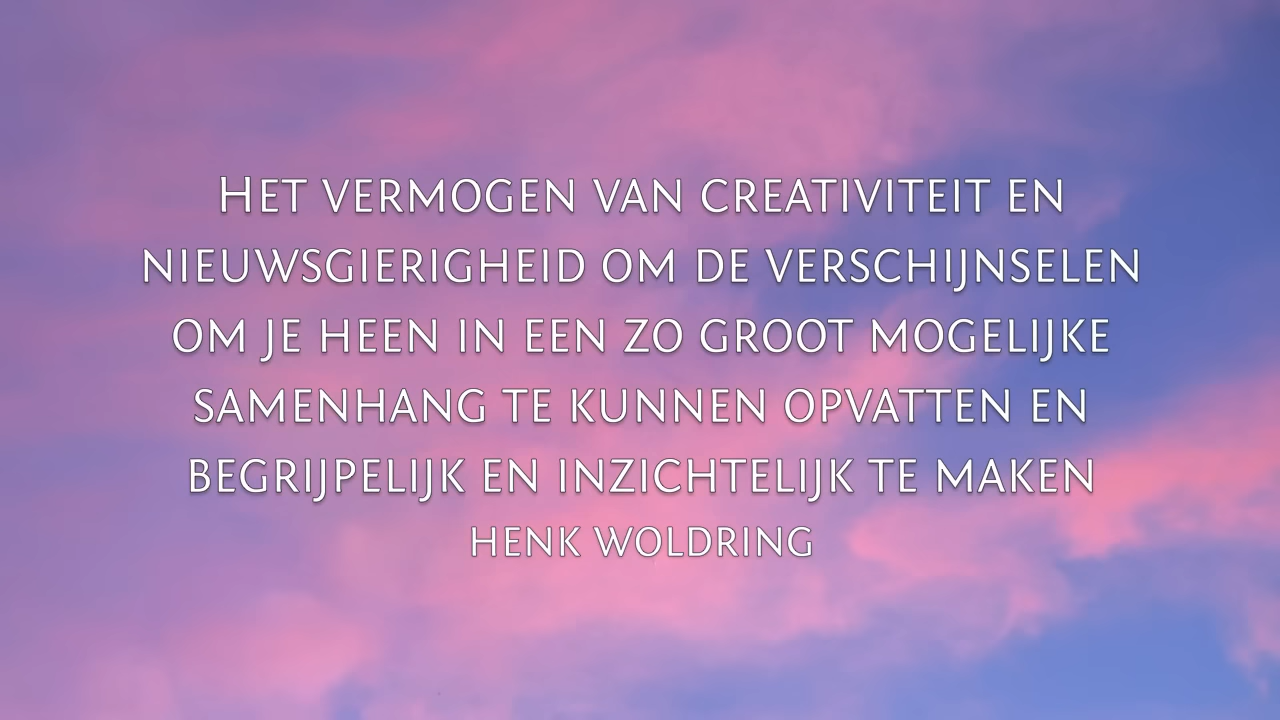 Het vermogen van creativiteit en
nieuwsgierigheid om de verschijnselen
om je heen in een zo groot mogelijke
samenhang te kunnen opvatten en
begrijpelijk en inzichtelijk te maken
henk woldring